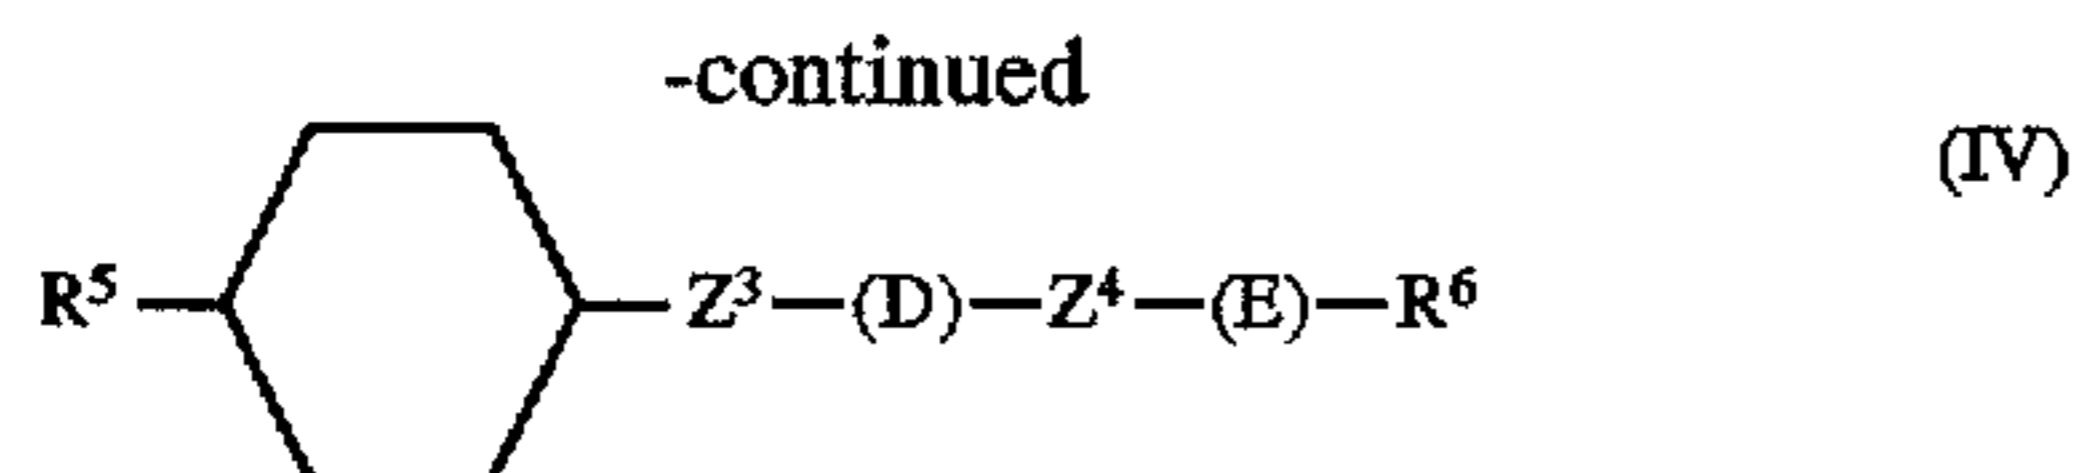 -continued
(IV)
R⁵ Z³—(D)—Z⁴—(E)—R⁶